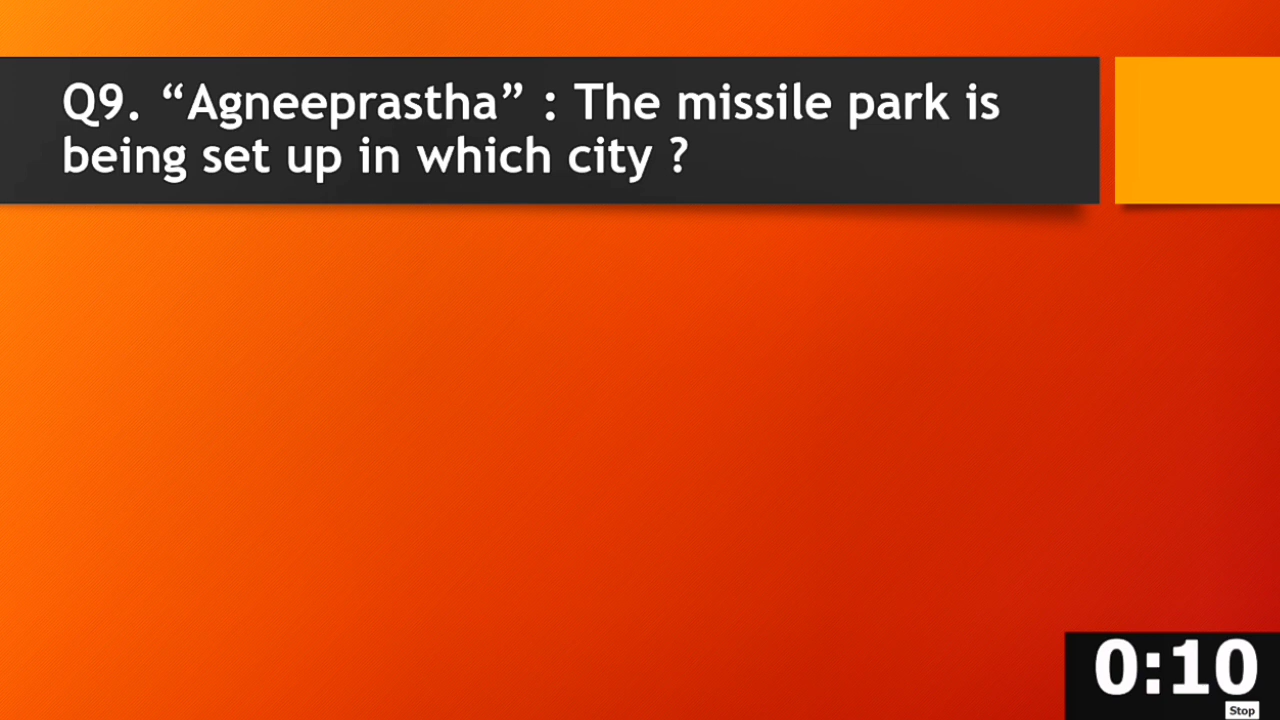 Q9. “Agneeprastha” : The missile park is
being set up in which city ?
0:10
Stop